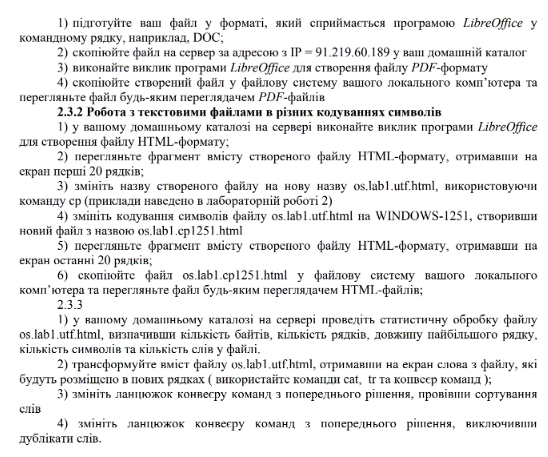 1) підготуйте ваш файл у форматі, який сприймається програмою LibreOffice у
командному рядку, наприклад, DOC;
2) скопіюйте файл на сервер за адресою з IP = 91.219.60.189 у ваш домашній каталог
3) виконайте виклик програми LibreOffice для створення файлу PDF-формату
4) скопіюйте створений файл у файлову систему вашого локального комп’ютера та
перегляньте файл будь-яким переглядачем PDF-файлів
2.3.2 Робота з текстовими файлами в різних кодуваннях символів
1) у вашому домашньому каталозі на сервері виконайте виклик програми LibreOffice
для створення файлу HTML-формату;
2) перегляньте фрагмент вмісту створеного файлу HTML-формату, отримавши на
екран перші 20 рядків;
3) змініть назву створеного файлу на нову назву os.lab1.utf.html, використовуючи
команду cp (приклади наведено в лабораторній роботі 2)
4) змініть кодування символів файлу os.lab1.utf.html на WINDOWS-1251, створивши
новий файл з назвою os.lab1.cp1251.html
5) перегляньте фрагмент вмісту створеного файлу HTML-формату, отримавши на
екран останні 20 рядків;
6) скопіюйте файл os.lab1.cp1251.html у файлову систему вашого локального
комп’ютера та перегляньте файл будь-яким переглядачем HTML-файлів;
2.3.3
1) у вашому домашньому каталозі на сервері проведіть статистичну обробку файлу
os.lab1.utf.html, визначивши кількість байтів, кількість рядків, довжину найбільшого рядку,
кількість символів та кількість слів у файлі.
2) трансформуйте вміст файлу os.lab1.utf.html, отримавши на екран слова з файлу, які
будуть розміщено в нових рядках ( використайте команди cat, tr та конвеєр команд );
3) змініть ланцюжок конвеєру команд з попереднього рішення, провівши сортування
слів
4) змініть ланцюжок конвеєру команд з попереднього рішення, виключивши
дублікати слів.